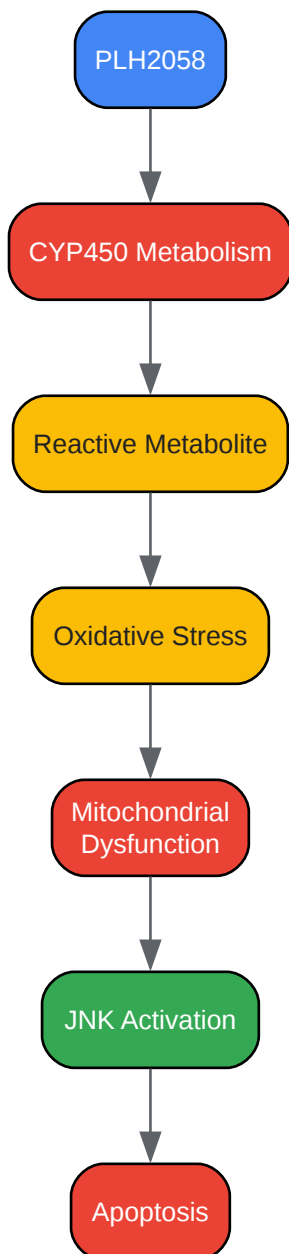 PLH2058
CYP450 Metabolism
Reactive Metabolite
Oxidative Stress
Mitochondrial
Dysfunction
JNK Activation
Apoptosis